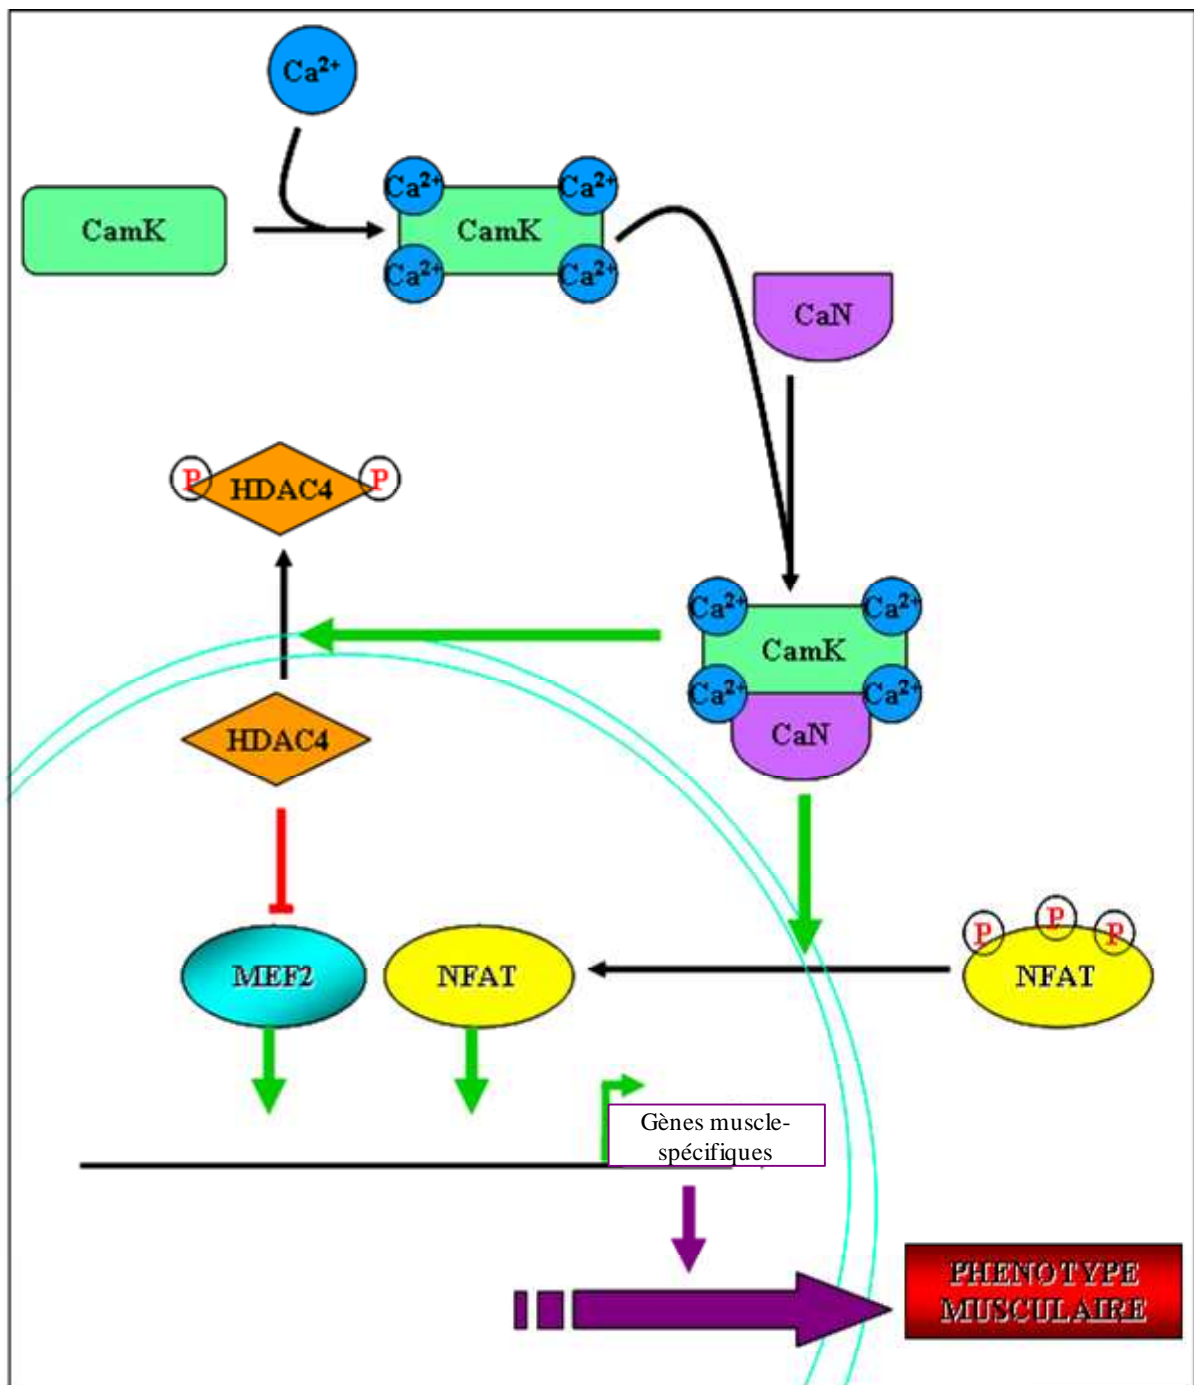 Ca2+
CamK
Ca2+
Ca2+
CamK
Ca2+
Ca2+
CaN
P
HDAC4
P
Ca2+
Ca2+
CamK
Ca2+
Ca2+
CaN
HDAC4
P
P
P
MEF2
NFAT
NFAT
Gènes muscle-
spécifiques
PHENOTYPE
MUSCULAIRE